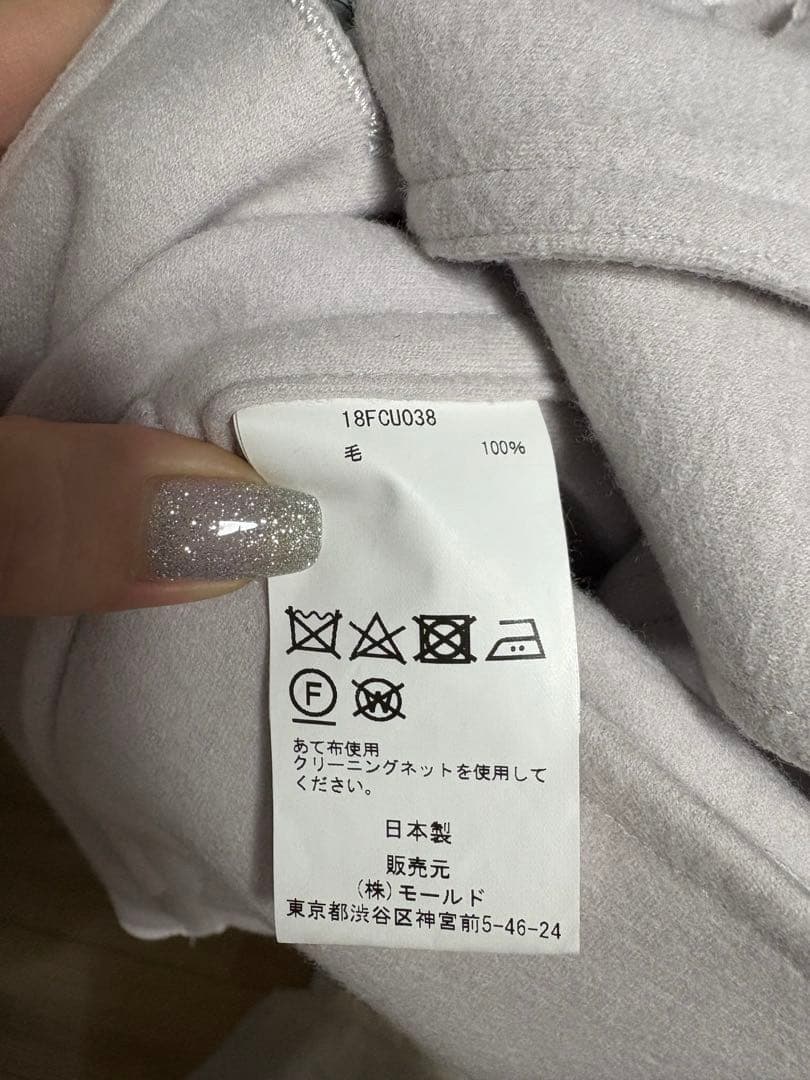 18FCU038
毛 100%
F W
あて布使用
クリーニングネットを使用して
ください。
日本製
販売元
(株)モールド
東京都渋谷区神宮前5-46-24